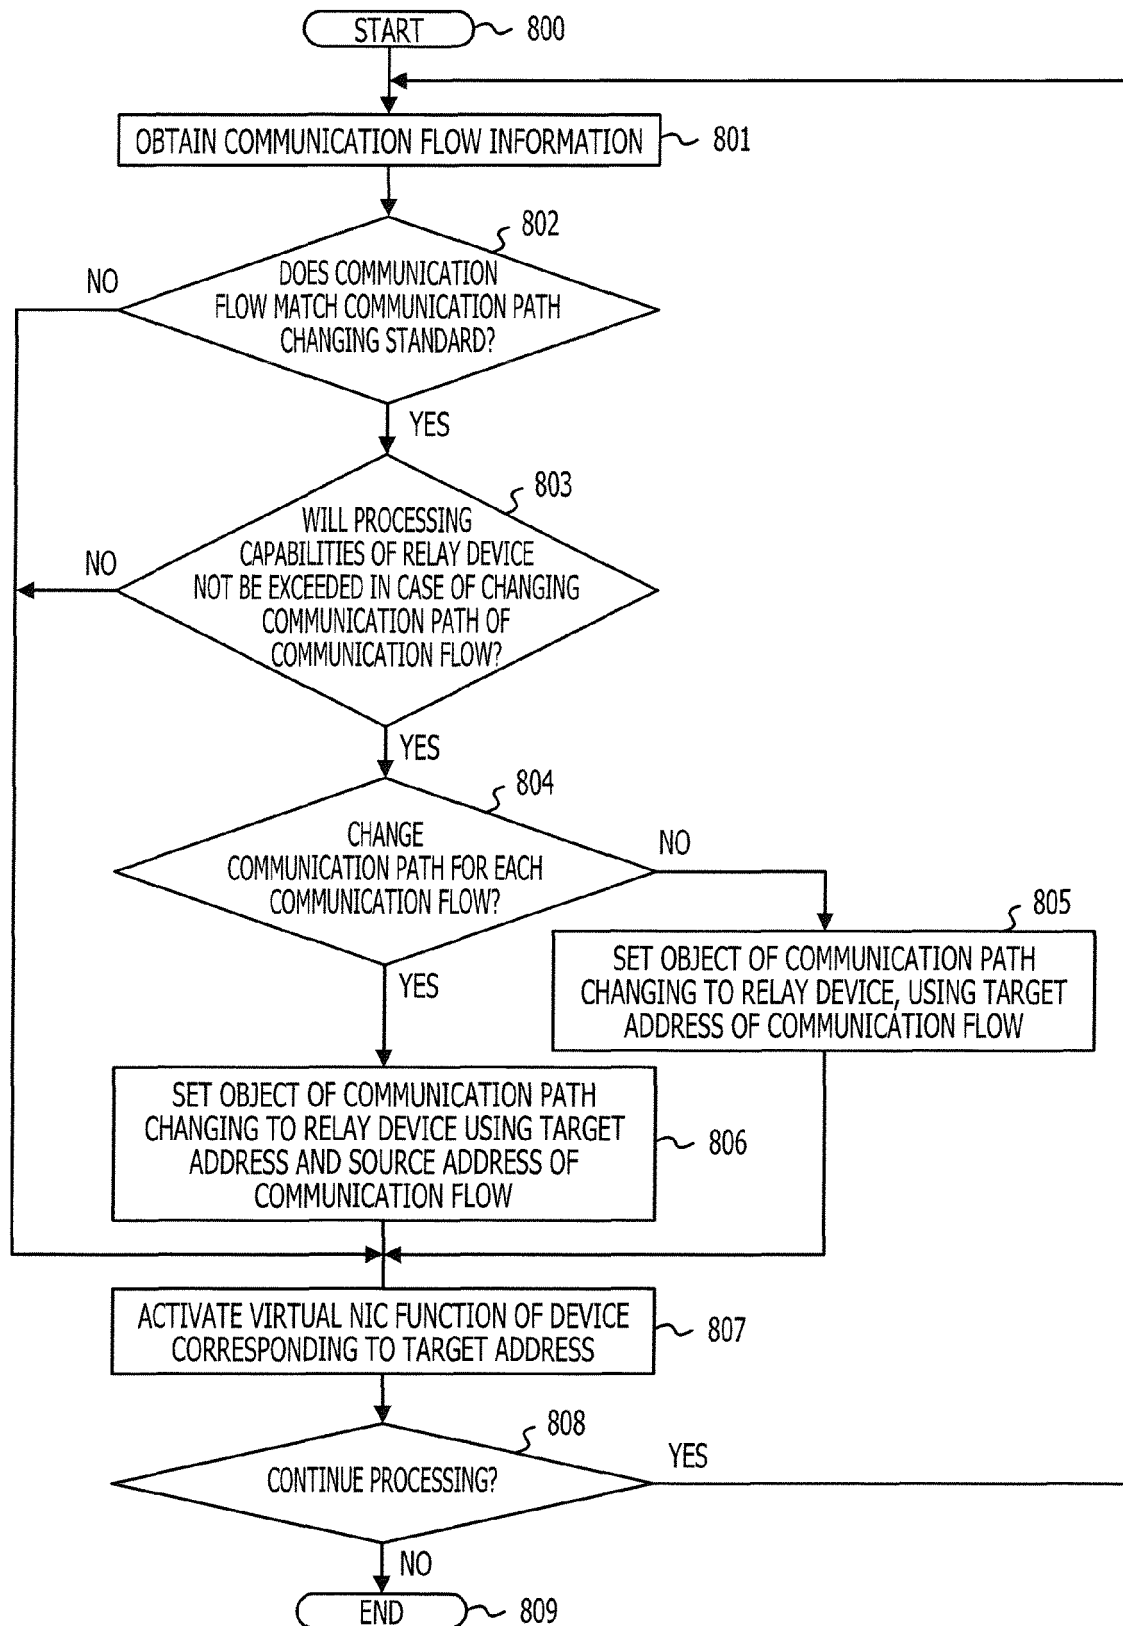 START
800
OBTAIN COMMUNICATION FLOW INFORMATION
801
802
DOES COMMUNICATION
FLOW MATCH COMMUNICATION PATH
CHANGING STANDARD?
NO
YES
803
WILL PROCESSING
CAPABILITIES OF RELAY DEVICE
NOT BE EXCEEDED IN CASE OF CHANGING
COMMUNICATION PATH OF
COMMUNICATION FLOW?
NO
YES
804
CHANGE
COMMUNICATION PATH FOR EACH
COMMUNICATION FLOW?
NO
YES
805
SET OBJECT OF COMMUNICATION PATH
CHANGING TO RELAY DEVICE, USING TARGET
ADDRESS OF COMMUNICATION FLOW
SET OBJECT OF COMMUNICATION PATH
CHANGING TO RELAY DEVICE USING TARGET
ADDRESS AND SOURCE ADDRESS OF
COMMUNICATION FLOW
806
ACTIVATE VIRTUAL NIC FUNCTION OF DEVICE
CORRESPONDING TO TARGET ADDRESS
807
808
CONTINUE PROCESSING?
YES
NO
END
809